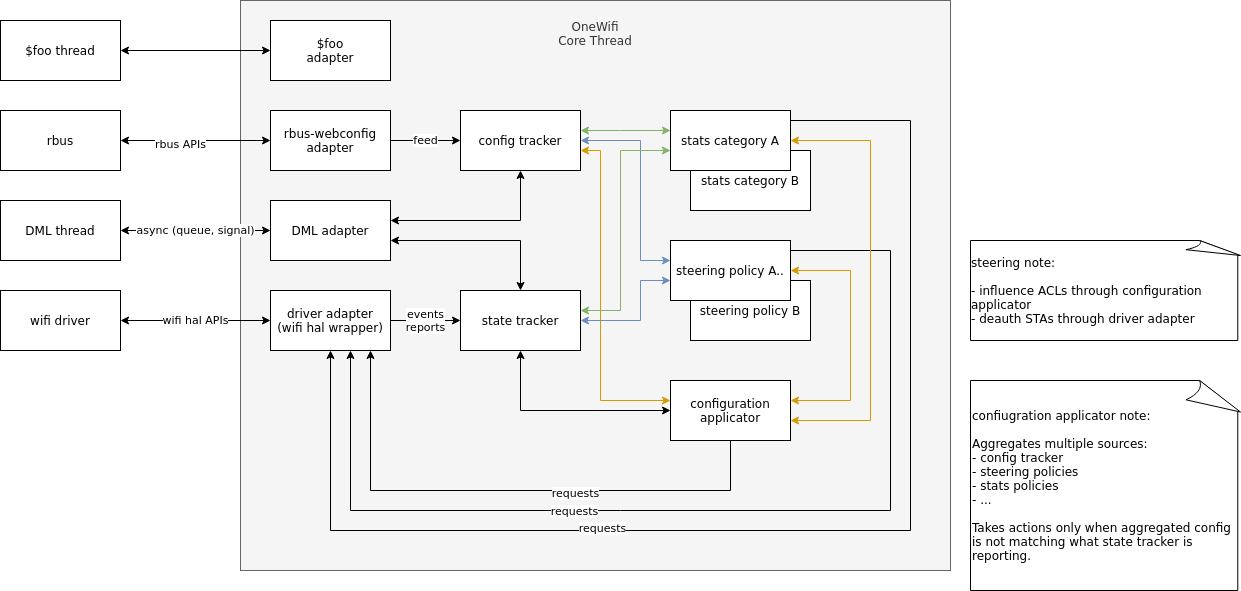 OneWifi
Core Thread
$foo thread
$foo
adapter
rbus
rbus APIs
rbus-webconfig
adapter
feed
config tracker
stats category A
stats category B
DML thread
async (queue, signal)
DML adapter
steering policy A..
steering policy B
wifi driver
wifi hal APIs
driver adapter
(wifi hal wrapper)
events
reports
state tracker
configuration
applicator
requests
requests
requests
steering note:
- influence ACLs through configuration
applicator
- deauth STAs through driver adapter
confiugration applicator note:
Aggregates multiple sources:
- config tracker
- steering policies
- stats policies
- ...
Takes actions only when aggregated config
is not matching what state tracker is
reporting.